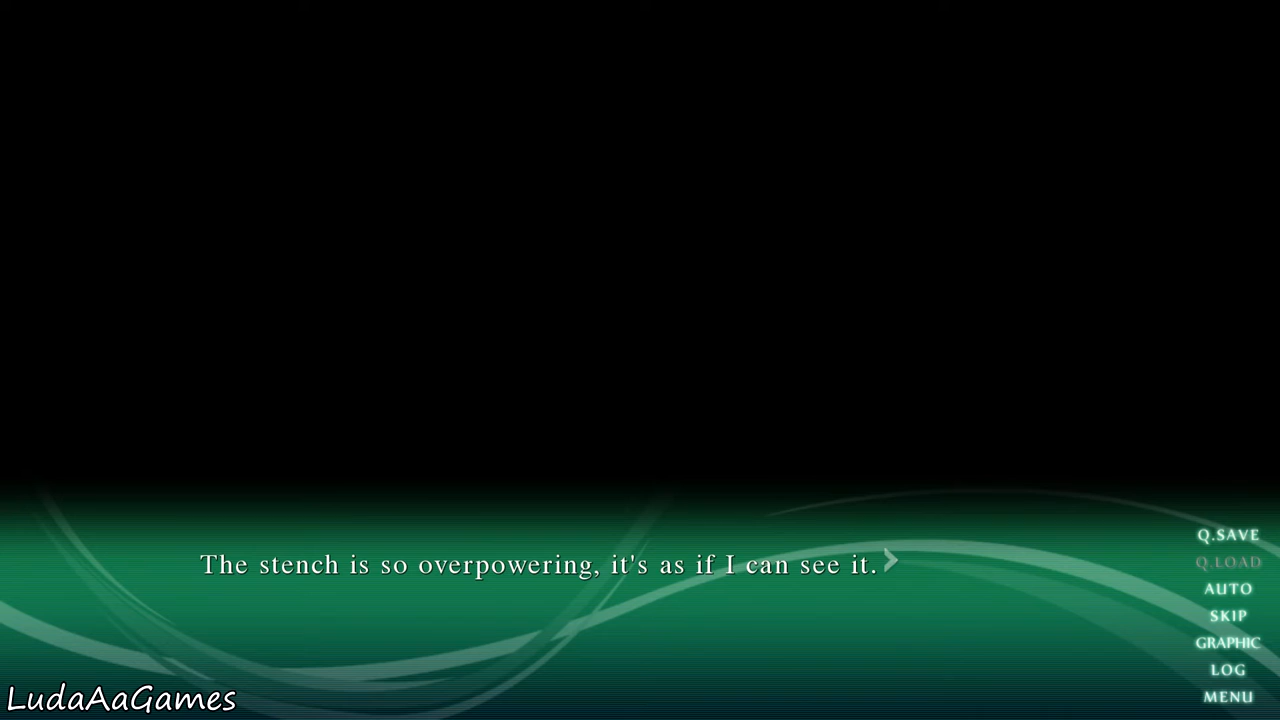 The stench is so overpowering, it's as if I can see it.
Q.SAVE
Q.LOAD
AUTO
SKIP
GRAPHIC
LOG
MENU
LudaAaGames